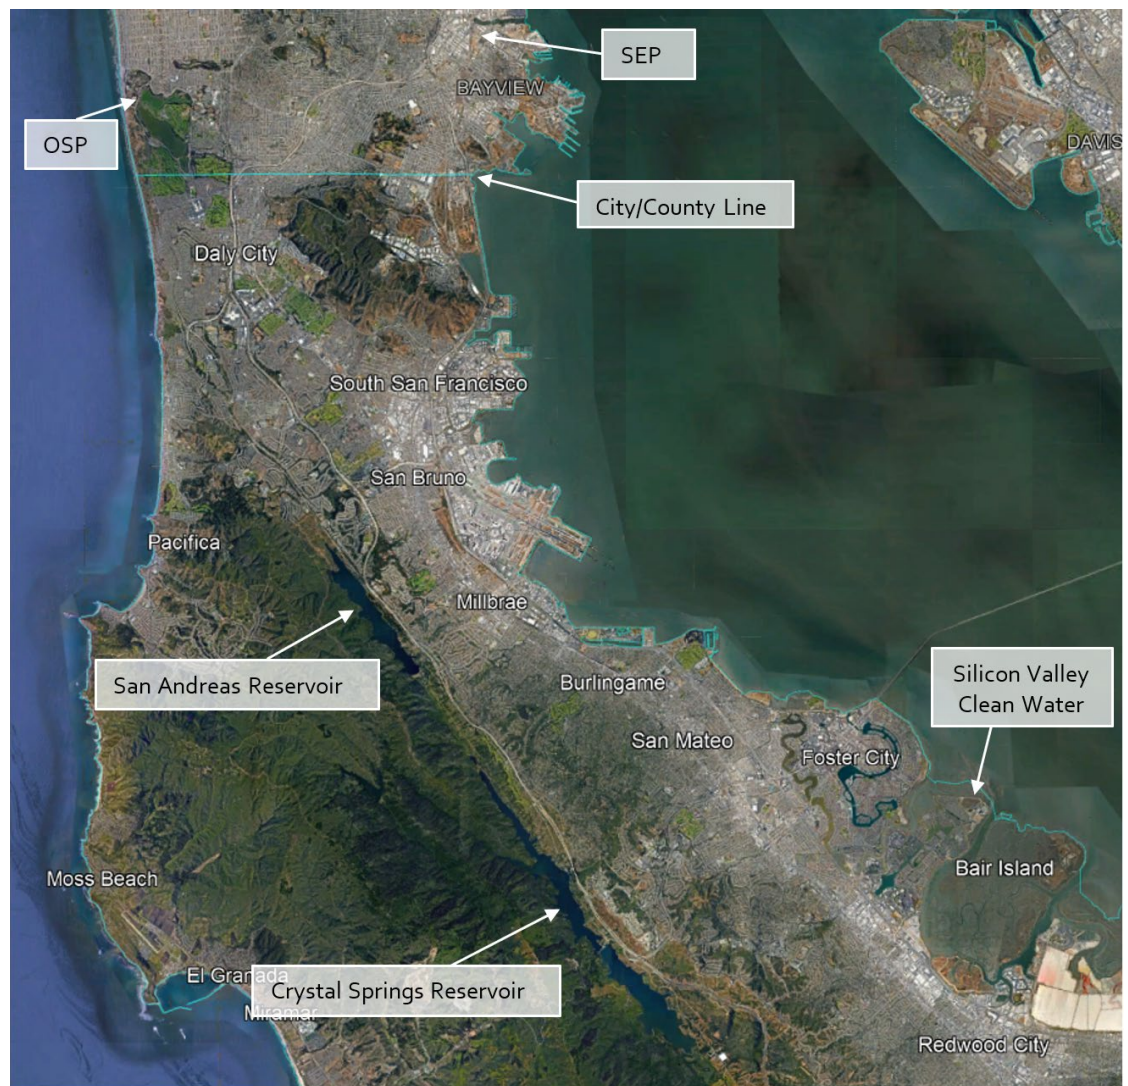 SEP
BAYVIEW
OSP
DAVIS
City/County Line
Daly City
South San Francisco
San Bruno
Pacifica
Millbrae
San Andreas Reservoir
Burlingame
Silicon Valley
Clean Water
San Mateo
Foster City
Bair Island
Moss Beach
El Granada
Crystal Springs Reservoir
Miramar
Redwood City